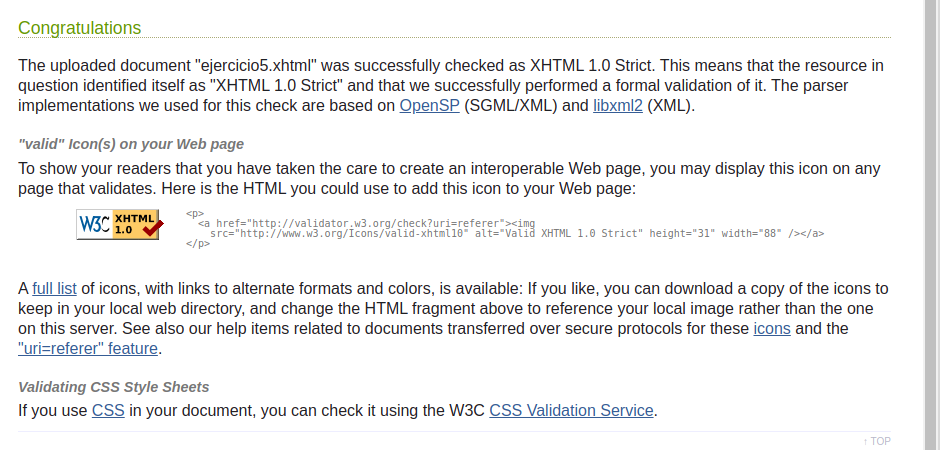 Congratulations
The uploaded document "ejercicio5.xhtml" was successfully checked as XHTML 1.0 Strict. This means that the resource in
question identified itself as "XHTML 1.0 Strict" and that we successfully performed a formal validation of it. The parser
implementations we used for this check are based on OpenSP (SGML/XML) and libxml2 (XML).
"valid" Icon(s) on your Web page
To show your readers that you have taken the care to create an interoperable Web page, you may display this icon on any
page that validates. Here is the HTML you could use to add this icon to your Web page:
W3C XHTML 1.0
<p>
<a href="http://validator.w3.org/check?uri=referer"><img
src="http://www.w3.org/Icons/valid-xhtml10" alt="Valid XHTML 1.0 Strict" height="31" width="88" /></a>
</p>
A full list of icons, with links to alternate formats and colors, is available: If you like, you can download a copy of the icons to
keep in your local web directory, and change the HTML fragment above to reference your local image rather than the one
on this server. See also our help items related to documents transferred over secure protocols for these icons and the
"uri=referer" feature.
Validating CSS Style Sheets
If you use CSS in your document, you can check it using the W3C CSS Validation Service.
↑ TOP